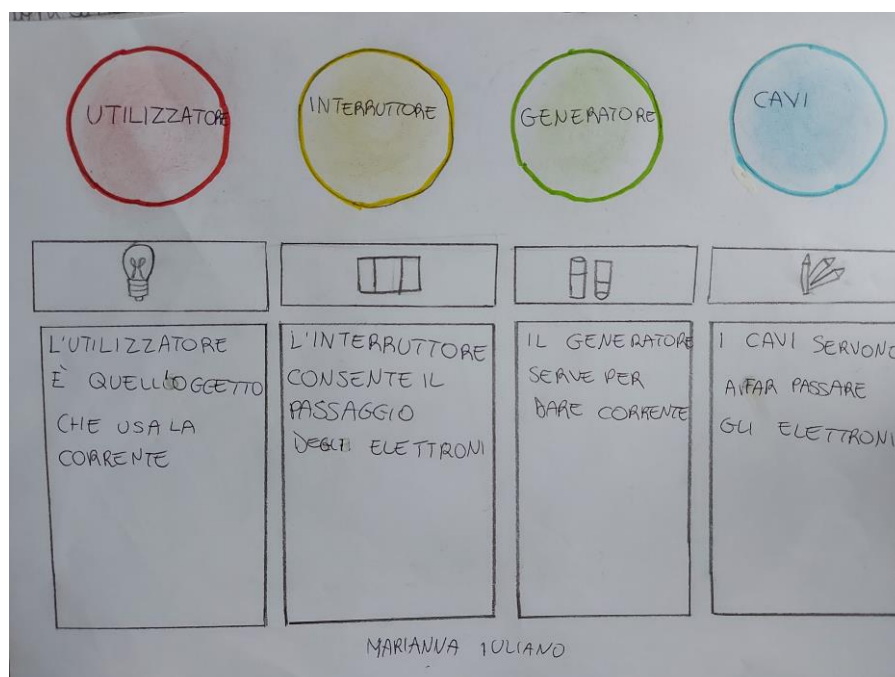 UTILIZZATORE
INTERRUTTORE
GENERATORE
CAVI
L'UTILIZZATORE
È QUELL'OGGETTO
CHE USA LA
CORRENTE
L'INTERRUTTORE
CONSENTE IL
PASSAGGIO
DEGLI ELETTRONI
IL GENERATORE
SERVE PER
DARE CORRENTE
I CAVI SERVONO
A FAR PASSARE
GLI ELETTRONI
MARIANNA IULIANO